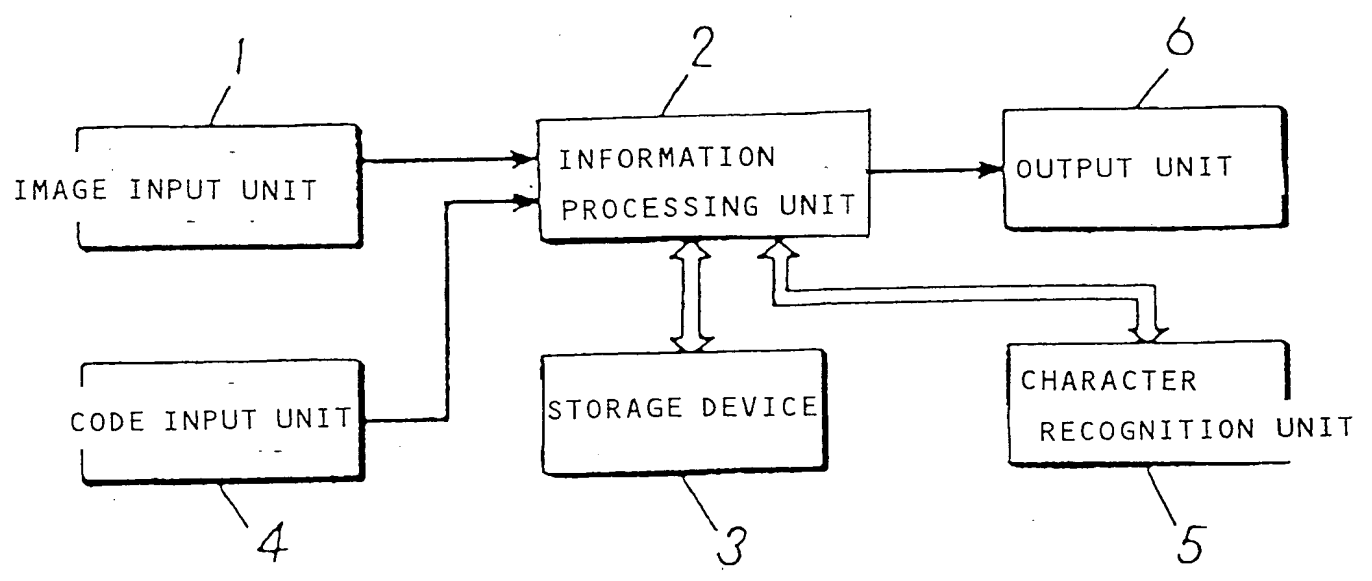 1
2
6
IMAGE INPUT UNIT
INFORMATION
PROCESSING UNIT
OUTPUT UNIT
CODE INPUT UNIT
STORAGE DEVICE
CHARACTER
RECOGNITION UNIT
4
3
5